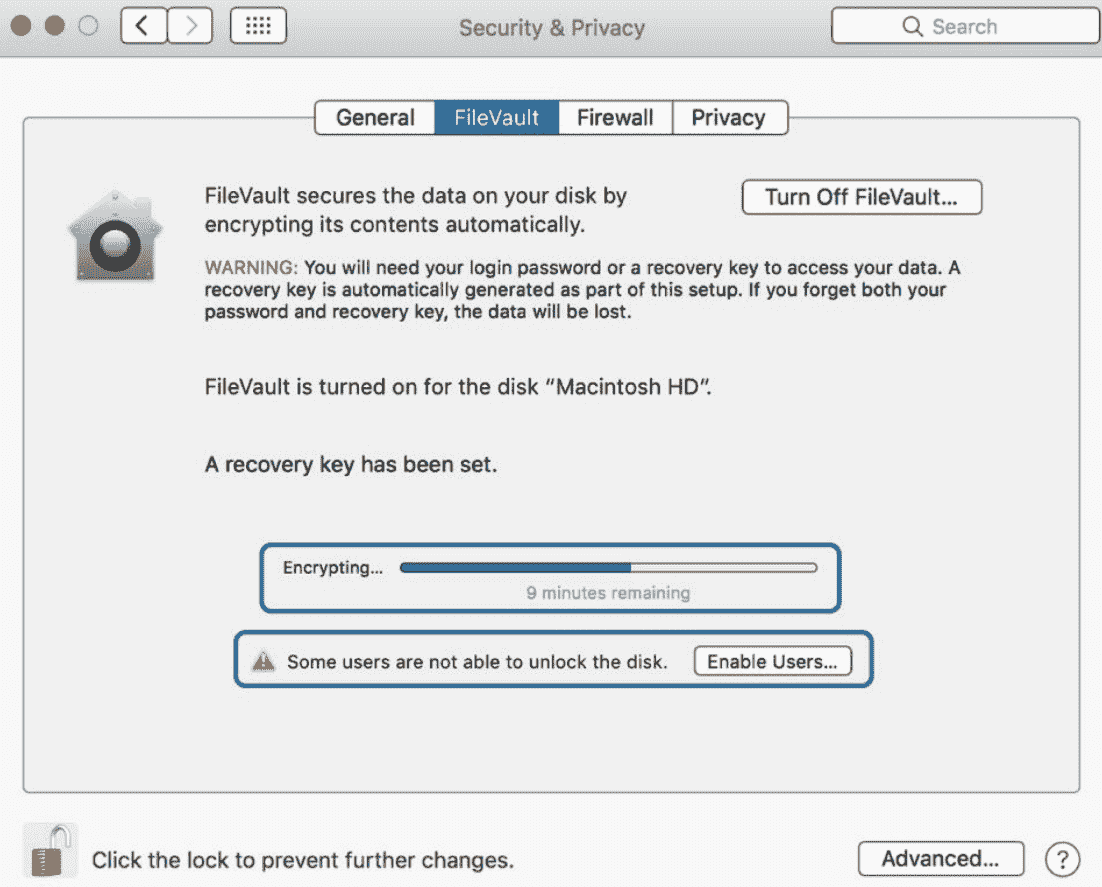 Security & Privacy
Search
General
FileVault
Firewall
Privacy
FileVault secures the data on your disk by
encrypting its contents automatically.
Turn Off FileVault...
WARNING: You will need your login password or a recovery key to access your data. A
recovery key is automatically generated as part of this setup. If you forget both your
password and recovery key, the data will be lost.
FileVault is turned on for the disk “Macintosh HD”.
A recovery key has been set.
Encrypting...
9 minutes remaining
Some users are not able to unlock the disk.
Enable Users...
Click the lock to prevent further changes.
Advanced...
?